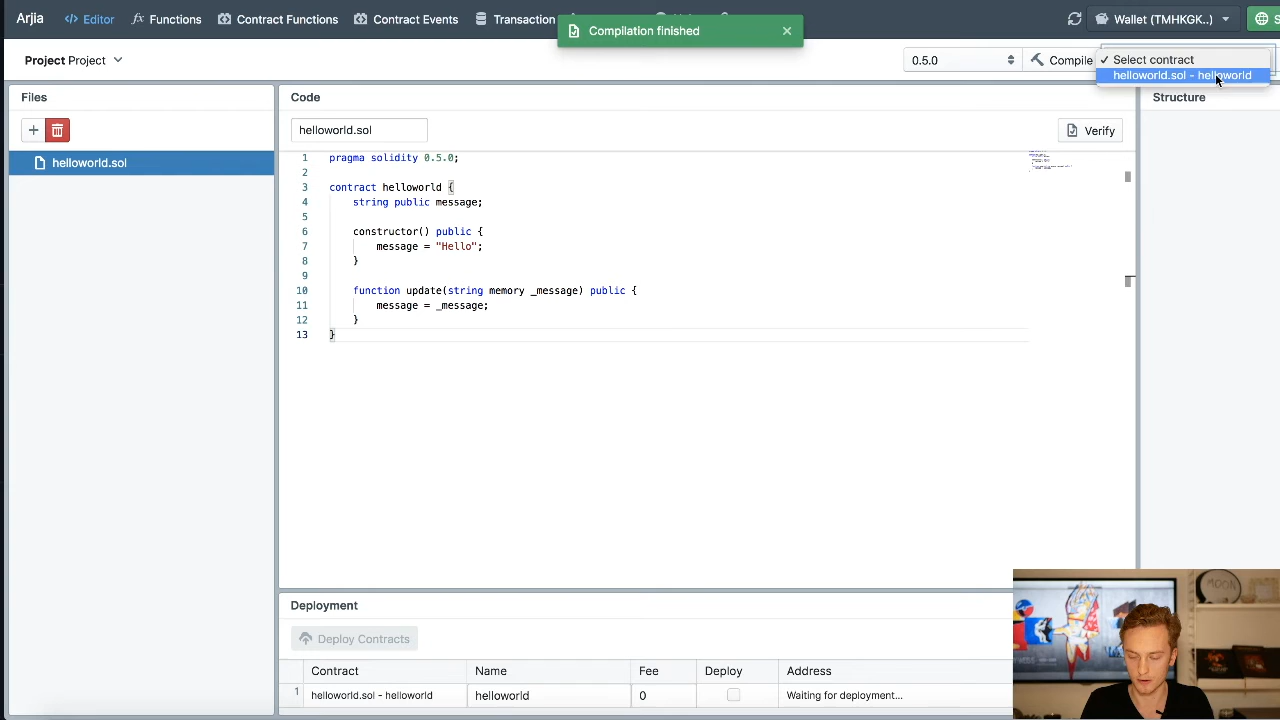 Arjia Editor Functions Contract Functions Contract Events Transaction Wallet (TMHKGK..)
Compilation finished
Project Project
0.5.0 Compile
✓ Select contract
helloworld.sol - helloworld
Files
helloworld.sol
Code
helloworld.sol
Verify
1 pragma solidity 0.5.0;
2
3 contract helloworld {
4 string public message;
5
6 constructor() public {
7 message = "Hello";
8 }
9
10 function update(string memory _message) public {
11 message = _message;
12 }
13 }
Structure
Deployment
Deploy Contracts
Contract Name Fee Deploy Address
1 helloworld.sol - helloworld helloworld 0 Waiting for deployment...
MOON